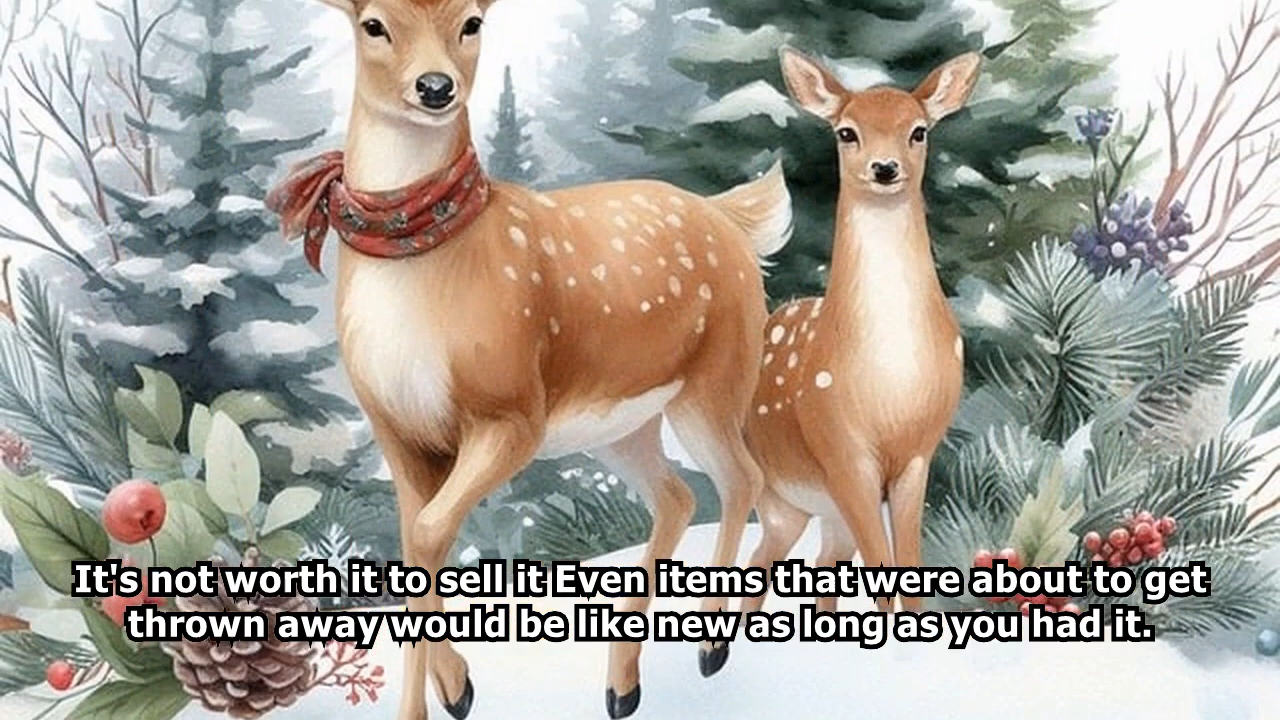 It's not worth it to sell it Even items that were about to get
thrown away would be like new as long as you had it.